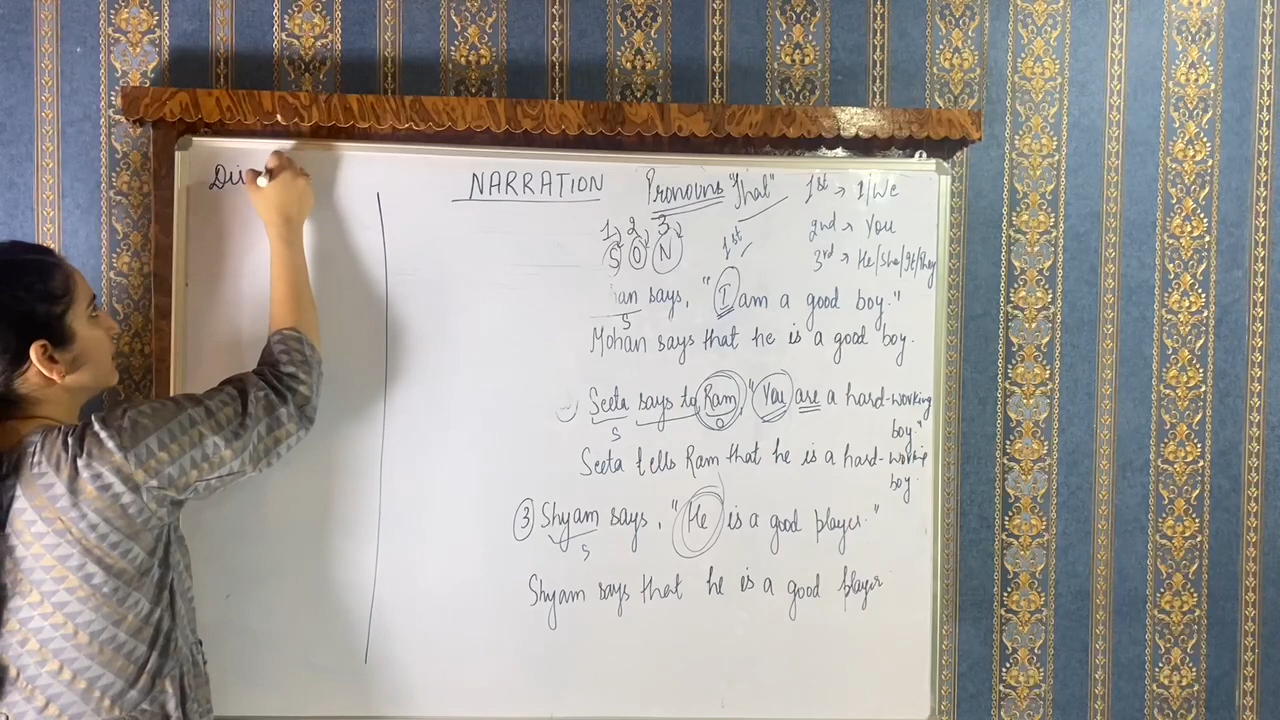 NARRATION Pronouns "That" 1st → I/We
1 2 3 2nd → You
S O N 1st 3rd → He/She/It/They
an says, "I am a good boy."
S
Mohan says that he is a good boy.
Seeta says to Ram, "You are a hard-working
boy."
S O
Seeta tells Ram that he is a hard-working
boy.
③ Shyam says, "He is a good player."
S
Shyam says that he is a good player